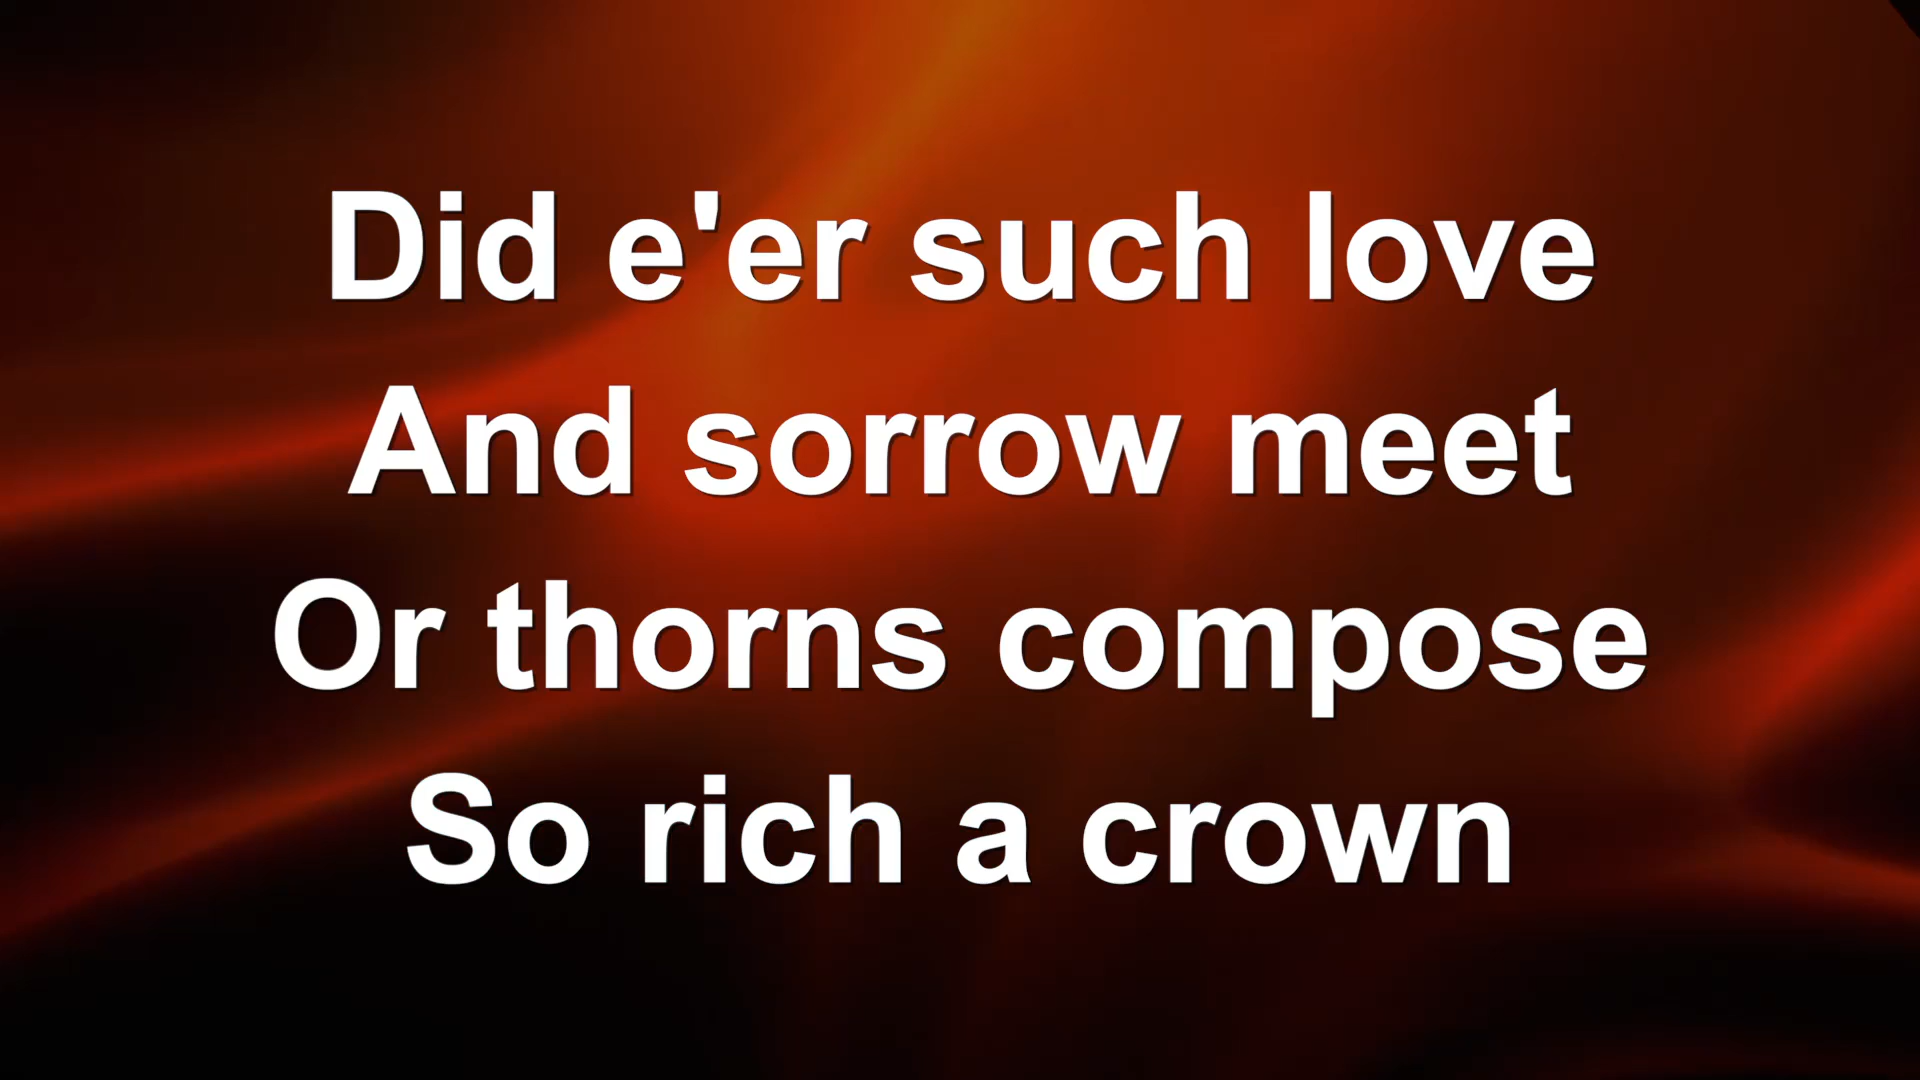 Did e'er such love
And sorrow meet
Or thorns compose
So rich a crown